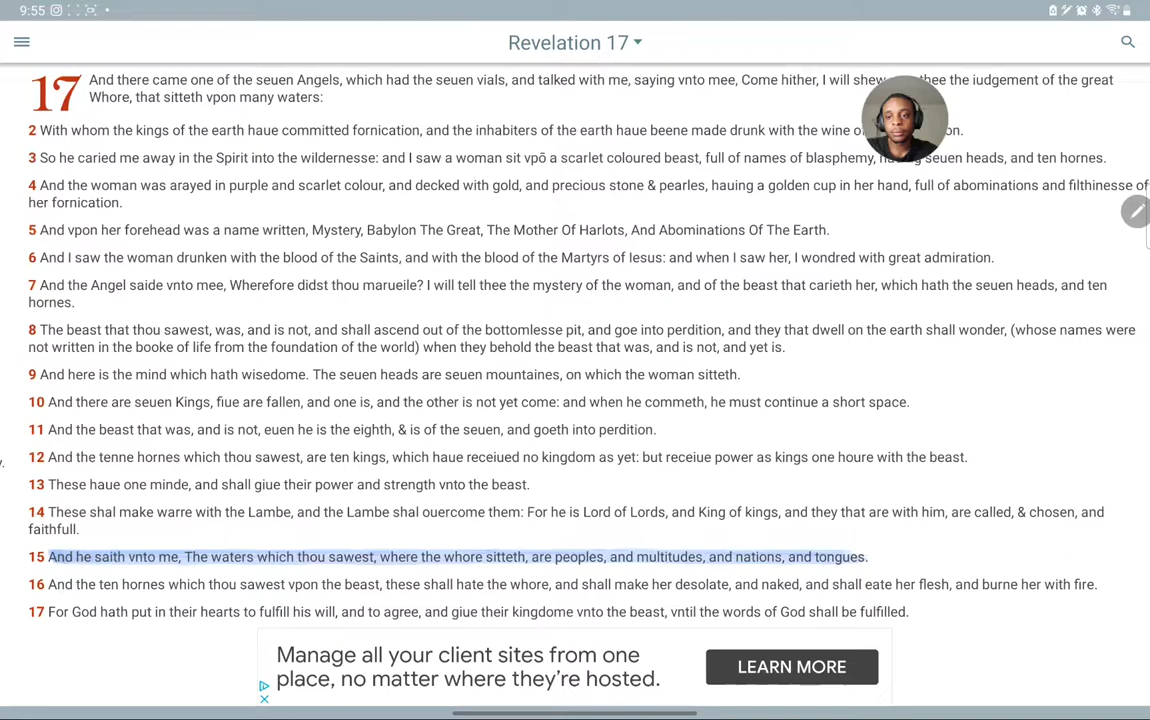 9:55
Revelation 17
17 And there came one of the seuen Angels, which had the seuen vials, and talked with me, saying vnto mee, Come hither, I will shew thee the iudgement of the great
Whore, that sitteth vpon many waters:
2 With whom the kings of the earth haue committed fornication, and the inhabiters of the earth haue beene made drunk with the wine on.
3 So he caried me away in the Spirit into the wildernesse: and I saw a woman sit vpō a scarlet coloured beast, full of names of blasphemy, seuen heads, and ten hornes.
4 And the woman was arayed in purple and scarlet colour, and decked with gold, and precious stone & pearles, hauing a golden cup in her hand, full of abominations and filthinesse of
her fornication.
5 And vpon her forehead was a name written, Mystery, Babylon The Great, The Mother Of Harlots, And Abominations Of The Earth.
6 And I saw the woman drunken with the blood of the Saints, and with the blood of the Martyrs of Iesus: and when I saw her, I wondred with great admiration.
7 And the Angel saide vnto mee, Wherefore didst thou marueile? I will tell thee the mystery of the woman, and of the beast that carieth her, which hath the seuen heads, and ten
hornes.
8 The beast that thou sawest, was, and is not, and shall ascend out of the bottomlesse pit, and goe into perdition, and they that dwell on the earth shall wonder, (whose names were
not written in the booke of life from the foundation of the world) when they behold the beast that was, and is not, and yet is.
9 And here is the mind which hath wisedome. The seuen heads are seuen mountaines, on which the woman sitteth.
10 And there are seuen Kings, fiue are fallen, and one is, and the other is not yet come: and when he commeth, he must continue a short space.
11 And the beast that was, and is not, euen he is the eighth, & is of the seuen, and goeth into perdition.
12 And the tenne hornes which thou sawest, are ten kings, which haue receiued no kingdom as yet: but receiue power as kings one houre with the beast.
13 These haue one minde, and shall giue their power and strength vnto the beast.
14 These shal make warre with the Lambe, and the Lambe shal ouercome them: For he is Lord of Lords, and King of kings, and they that are with him, are called, & chosen, and
faithfull.
15 And he saith vnto me, The waters which thou sawest, where the whore sitteth, are peoples, and multitudes, and nations, and tongues.
16 And the ten hornes which thou sawest vpon the beast, these shall hate the whore, and shall make her desolate, and naked, and shall eate her flesh, and burne her with fire.
17 For God hath put in their hearts to fulfill his will, and to agree, and giue their kingdome vnto the beast, vntil the words of God shall be fulfilled.
Manage all your client sites from one
place, no matter where they're hosted.
LEARN MORE